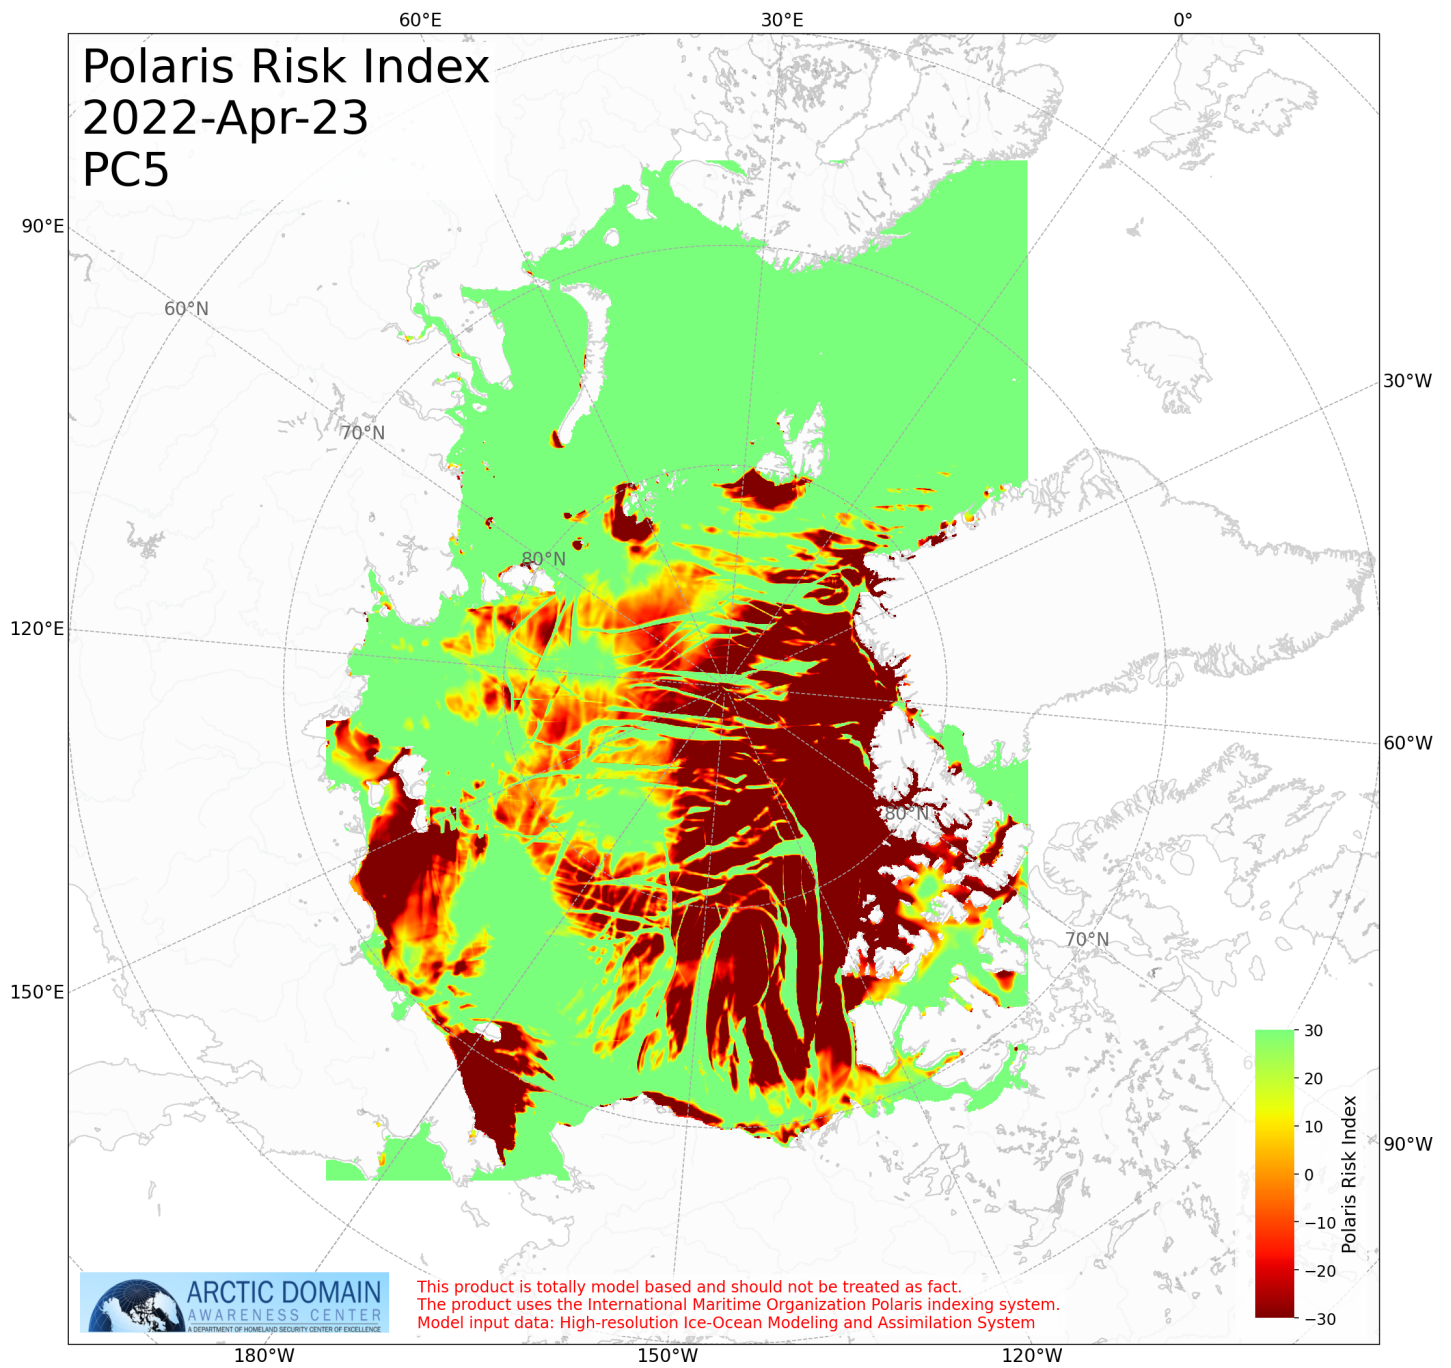 60°E 30°E 0°
Polaris Risk Index
2022-Apr-23
PC5
90°E
60°N
30°W
70°N
80°N
120°E
60°W
80°N
70°N
150°E
30
20
10
0
−10
−20
−30
Polaris Risk Index
90°W
ARCTIC DOMAIN
AWARENESS CENTER
A DEPARTMENT OF HOMELAND SECURITY CENTER OF EXCELLENCE
This product is totally model based and should not be treated as fact.
The product uses the International Maritime Organization Polaris indexing system.
Model input data: High-resolution Ice-Ocean Modeling and Assimilation System
180°W 150°W 120°W